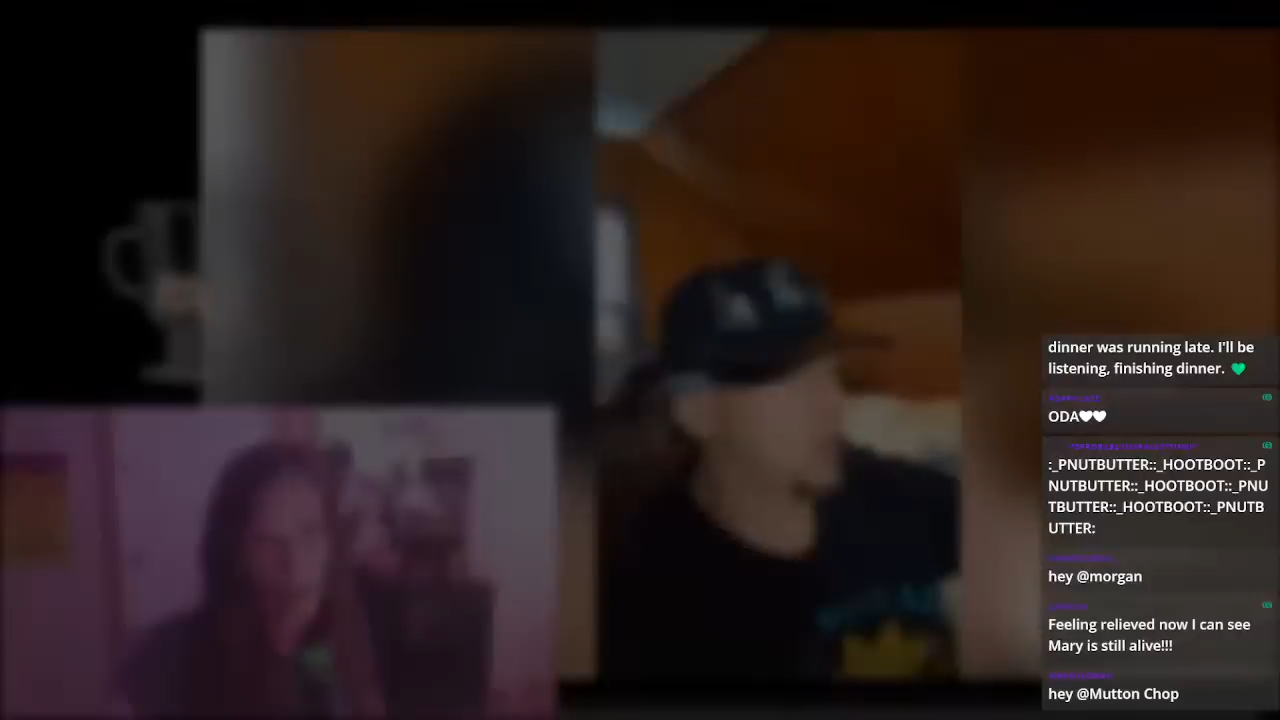 dinner was running late. I'll be
listening, finishing dinner. 💚
ODA🤍🤍
:_PNUTBUTTER::_HOOTBOOT::_P
NUTBUTTER::_HOOTBOOT::_PNU
TBUTTER::_HOOTBOOT::_PNUTB
UTTER:
hey @morgan
Feeling relieved now I can see
Mary is still alive!!!
hey @Mutton Chop